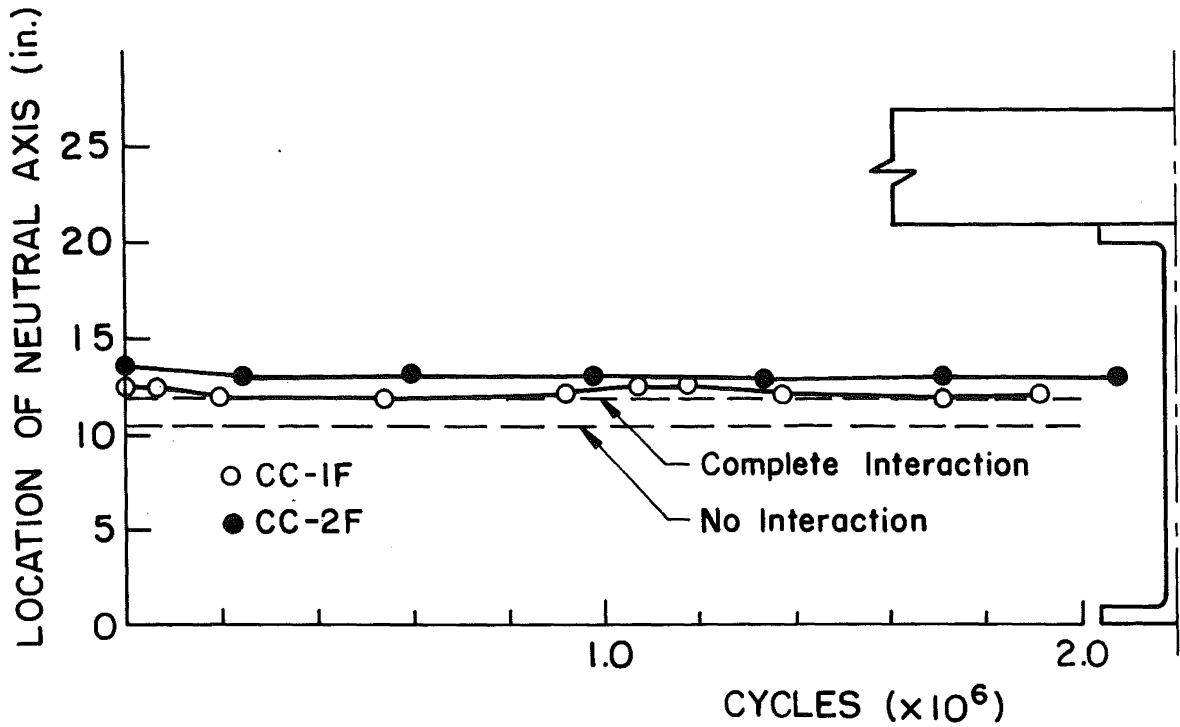 LOCATION OF NEUTRAL AXIS (in.)
25
20
15
10
5
0
CC-1F
CC-2F
Complete Interaction
No Interaction
1.0
2.0
CYCLES (×10⁶)